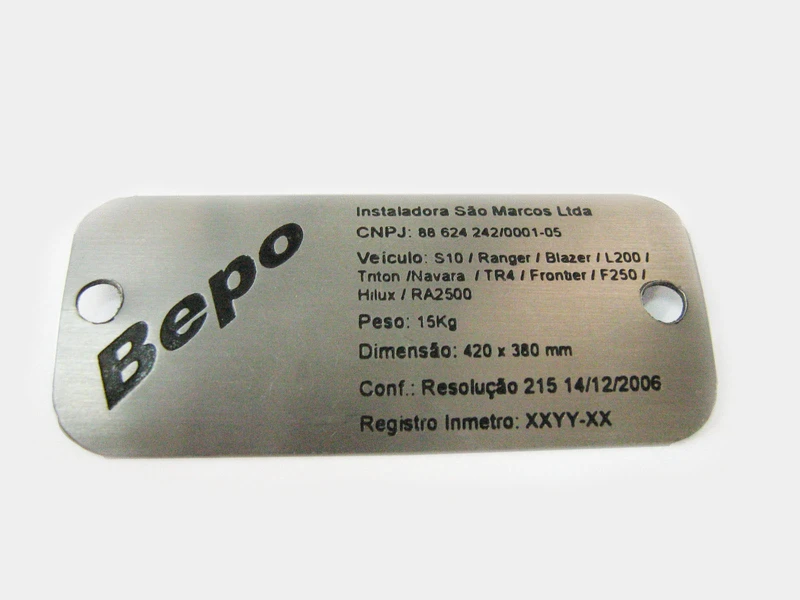 Bepo
Instaladora São Marcos Ltda
CNPJ: 88 624 242/0001-05
Veículo: S10 / Ranger / Blazer / L200 /
Triton /Navara / TR4 / Frontier / F250 /
Hilux / RA2500
Peso: 15Kg
Dimensão: 420 x 380 mm
Conf.: Resolução 215 14/12/2006
Registro Inmetro: XXYY-XX